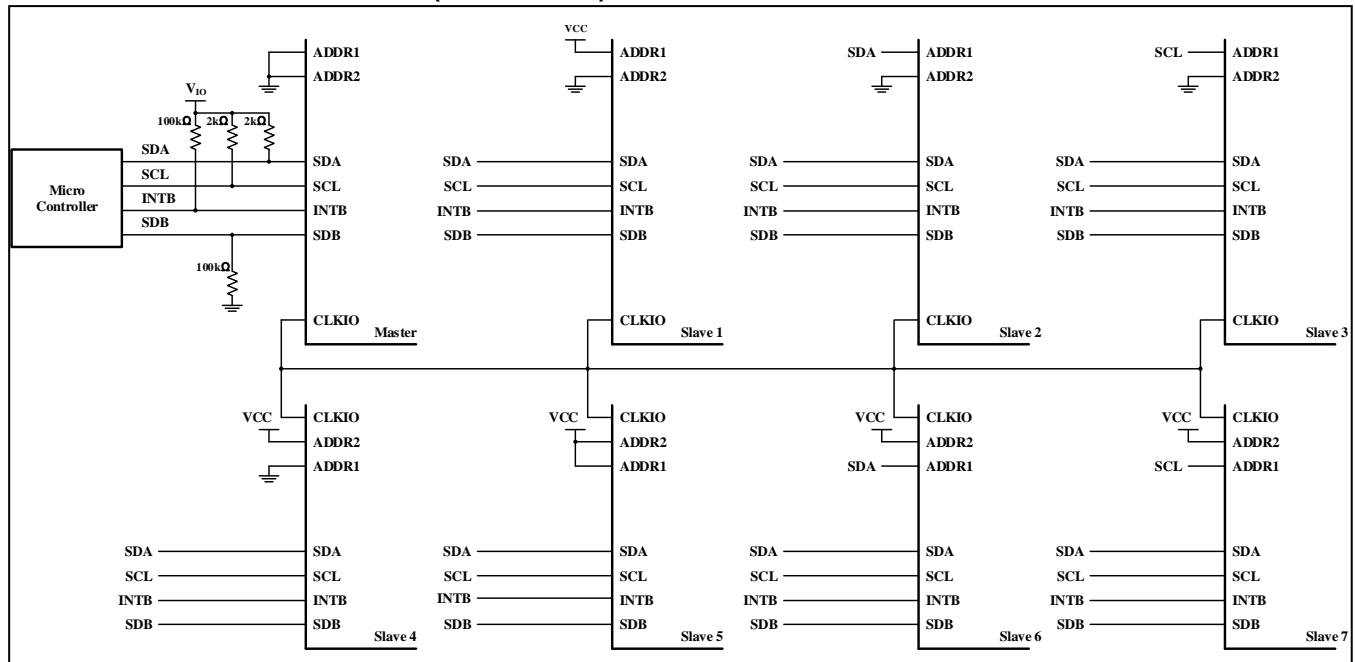 VCC
ADDR1
ADDR2
ADDR1
ADDR2
SDA
ADDR1
ADDR2
SCL
ADDR1
ADDR2
VIO
100kΩ
2kΩ
2kΩ
Micro
Controller
SDA
SCL
INTB
SDB
100kΩ
SDA
SCL
INTB
SDB
SDA
SCL
INTB
SDB
SDA
SCL
INTB
SDB
SDA
SCL
INTB
SDB
SDA
SCL
INTB
SDB
SDA
SCL
INTB
SDB
SDA
SCL
INTB
SDB
CLKIO
Master
CLKIO
Slave 1
CLKIO
Slave 2
CLKIO
Slave 3
VCC
CLKIO
ADDR2
ADDR1
VCC
CLKIO
ADDR2
ADDR1
VCC
SDA
CLKIO
ADDR2
ADDR1
VCC
SCL
CLKIO
ADDR2
ADDR1
SDA
SCL
INTB
SDB
SDA
SCL
INTB
SDB
Slave 4
SDA
SCL
INTB
SDB
SDA
SCL
INTB
SDB
Slave 5
SDA
SCL
INTB
SDB
SDA
SCL
INTB
SDB
Slave 6
SDA
SCL
INTB
SDB
SDA
SCL
INTB
SDB
Slave 7